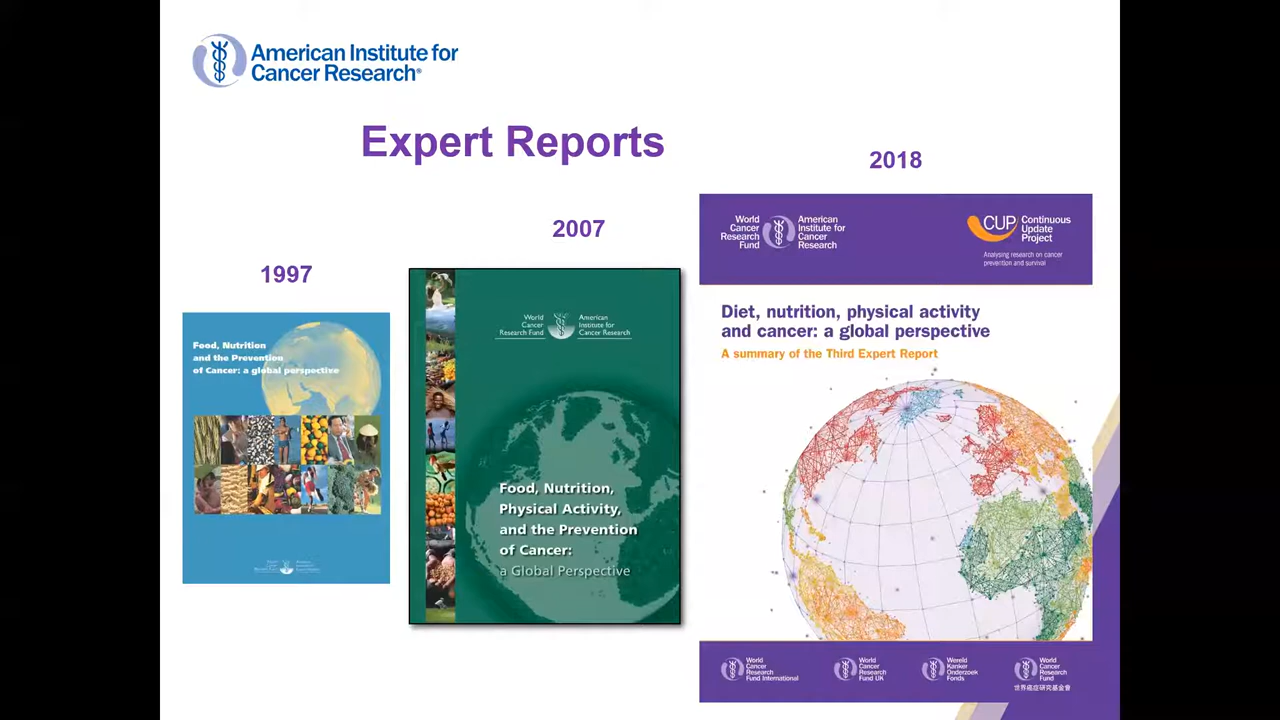 American Institute for
Cancer Research®
Expert Reports
1997
2007
2018
Food, Nutrition
and the Prevention
of Cancer: a global perspective
World
Cancer
Research Fund
American
Institute for
Cancer Research
Food, Nutrition,
Physical Activity,
and the Prevention
of Cancer:
a Global Perspective
World
Cancer
Research
Fund
American
Institute for
Cancer
Research
CUP
Continuous
Update
Project
Analysing research on cancer
prevention and survival
Diet, nutrition, physical activity
and cancer: a global perspective
A summary of the Third Expert Report
World
Cancer
Research
Fund International
World
Cancer
Research
Fund UK
Wereld
Kanker
Onderzoek
Fonds
World
Cancer
Research
Fund
世界癌症研究基金會